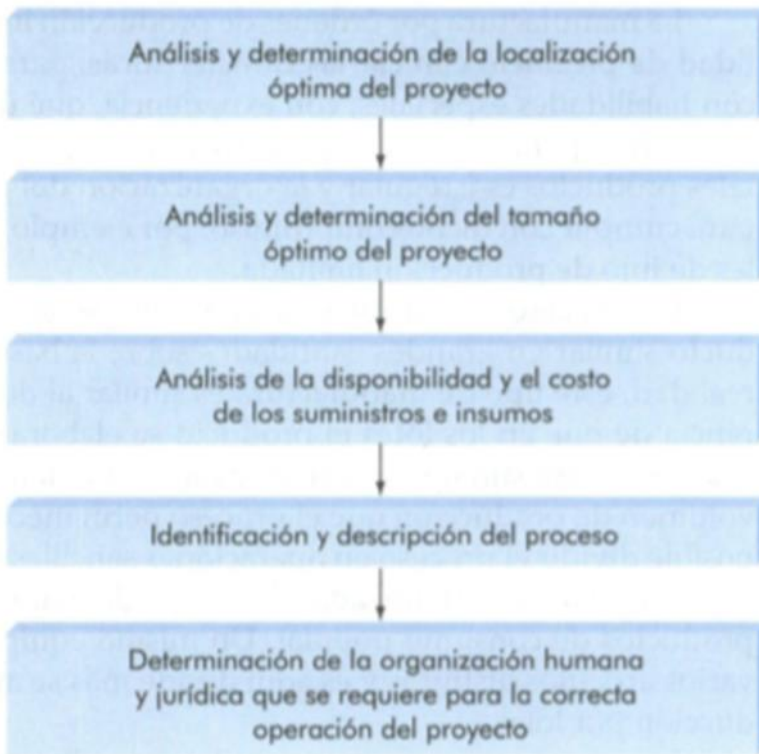 Análisis y determinación de la localización
óptima del proyecto
Análisis y determinación del tamaño
óptimo del proyecto
Análisis de la disponibilidad y el costo
de los suministros e insumos
Identificación y descripción del proceso
Determinación de la organización humana
y jurídica que se requiere para la correcta
operación del proyecto